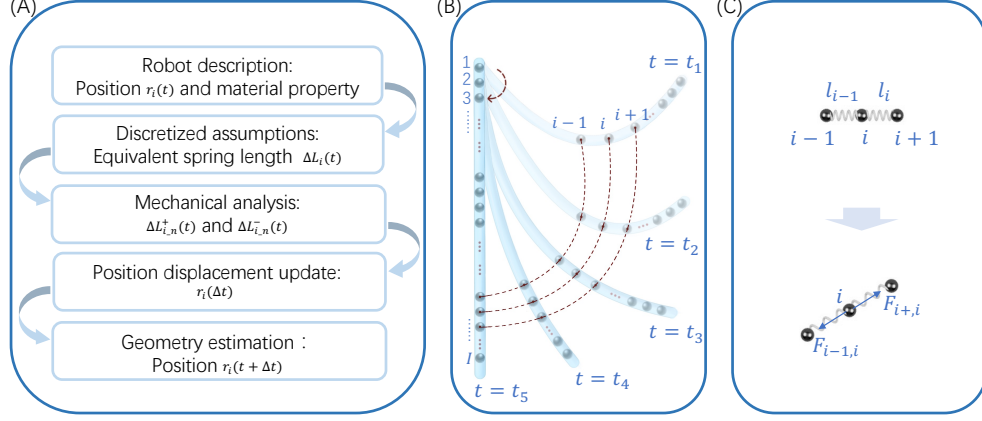 (A)
Robot description:
Position r_i(t) and material property
Discretized assumptions:
Equivalent spring length ΔL_i(t)
Mechanical analysis:
ΔL^+_{i_n}(t) and ΔL^-_{i_n}(t)
Position displacement update:
r_i(Δt)
Geometry estimation：
Position r_i(t + Δt)
(B)
1
2
3
i − 1
i
i + 1
I
t = t_1
t = t_2
t = t_3
t = t_4
t = t_5
(C)
l_{i−1} l_i
i − 1 i i + 1
i
F_{i+,i}
F_{i−1,i}